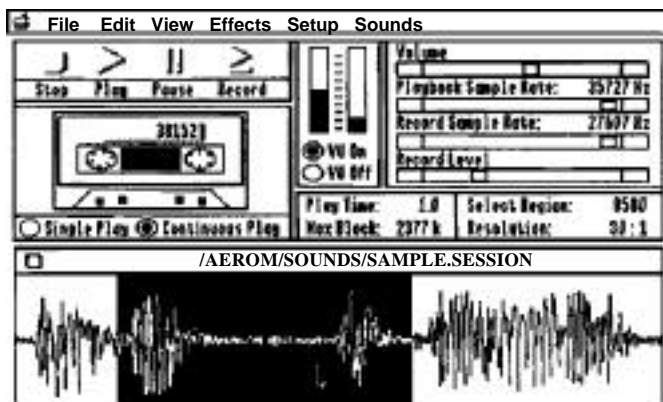 File Edit View Effects Setup Sounds
Stop Play Pause Record
381528
Single Play Continuous Play
VU On
VU Off
Volume
Playback Sample Rate: 35727 Hz
Record Sample Rate: 27607 Hz
Record Level
Play Time: 1.0
Max Block: 2377 k
Select Region: 8580
Resolution: 30:1
/AEROM/SOUNDS/SAMPLE.SESSION